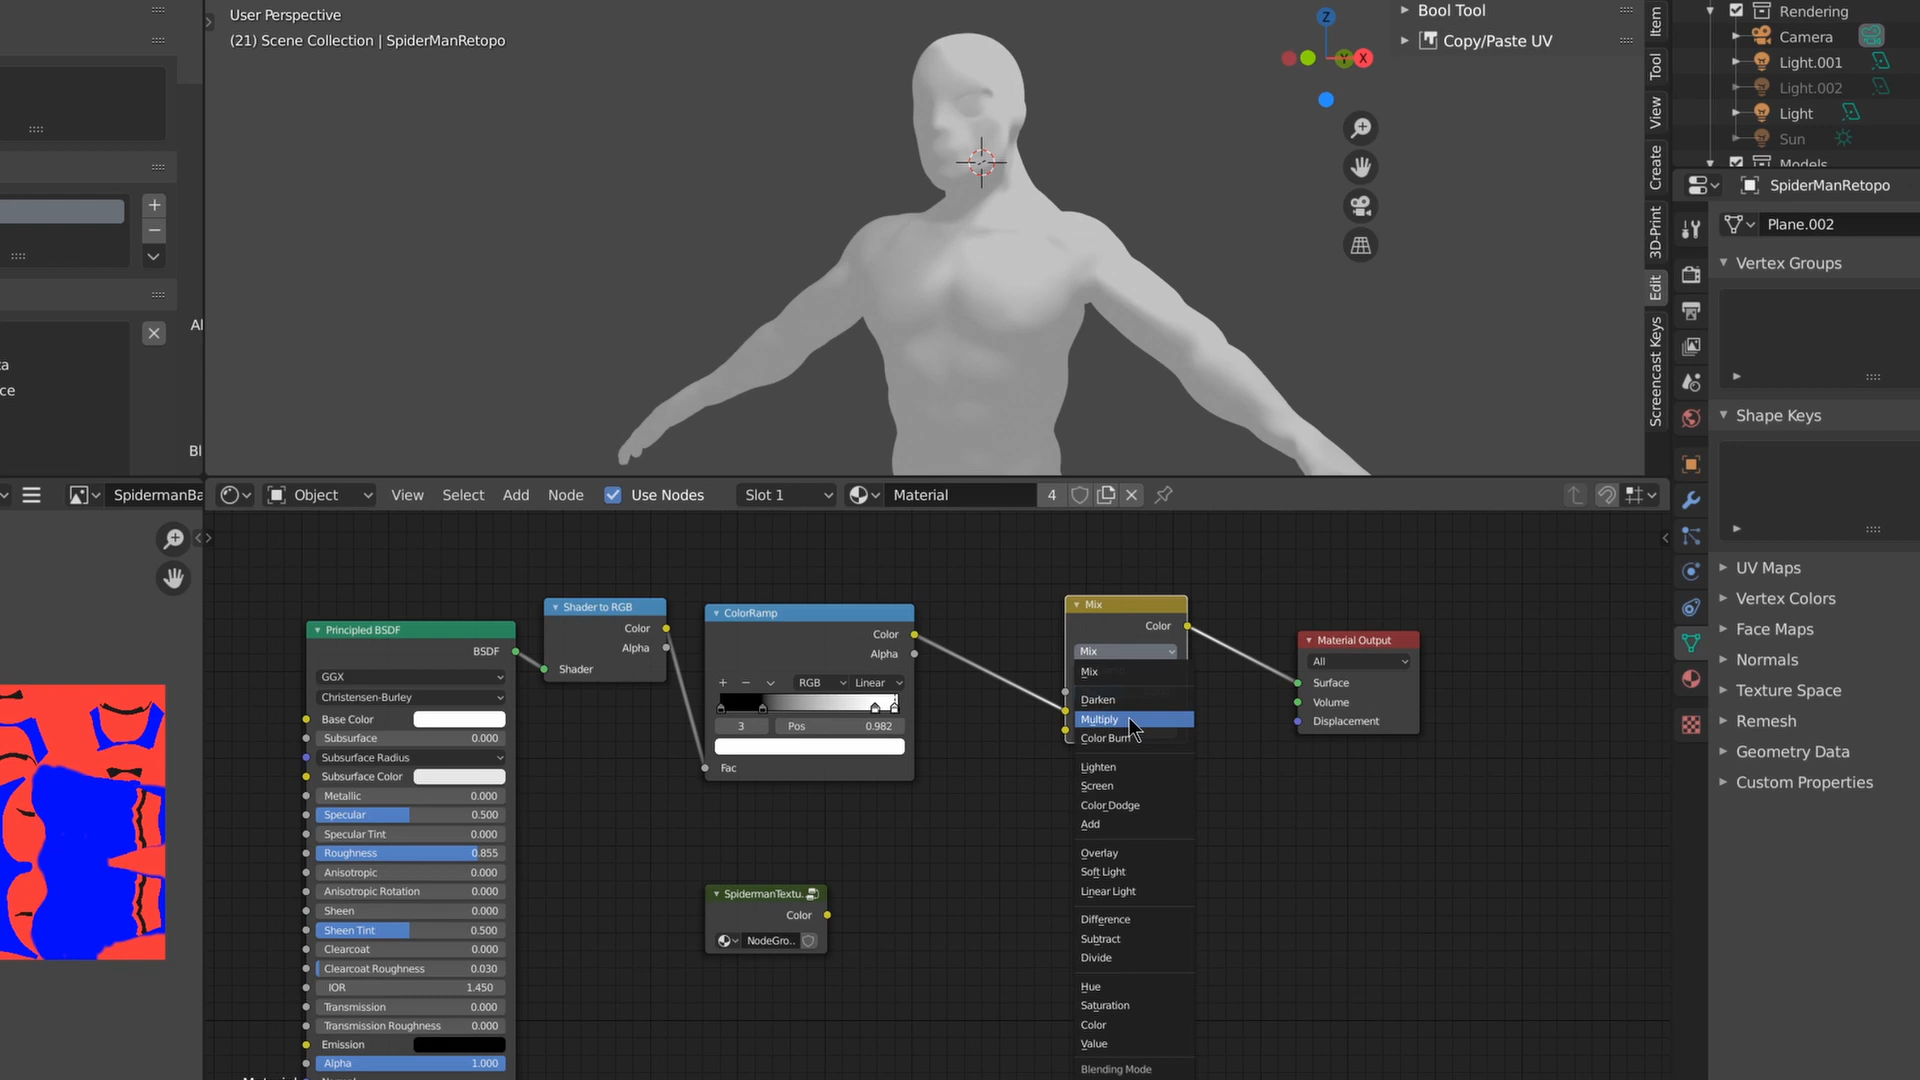 User Perspective
(21) Scene Collection | SpiderManRetopo
Bool Tool
Copy/Paste UV
Z
Y
X
Item
Tool
View
Create
3D-Print
Edit
Screencast Keys
Rendering
Camera
Light.001
Light.002
Light
Sun
Models
SpiderManRetopo
Plane.002
Vertex Groups
Shape Keys
UV Maps
Vertex Colors
Face Maps
Normals
Texture Space
Remesh
Geometry Data
Custom Properties
Al
ta
ce
Bl
SpidermanBa
Object
View
Select
Add
Node
Use Nodes
Slot 1
Material
4
Principled BSDF
BSDF
GGX
Christensen-Burley
Base Color
Subsurface 0.000
Subsurface Radius
Subsurface Color
Metallic 0.000
Specular 0.500
Specular Tint 0.000
Roughness 0.855
Anisotropic 0.000
Anisotropic Rotation 0.000
Sheen 0.000
Sheen Tint 0.500
Clearcoat 0.000
Clearcoat Roughness 0.030
IOR 1.450
Transmission 0.000
Transmission Roughness 0.000
Emission
Alpha 1.000
Shader to RGB
Color
Alpha
Shader
ColorRamp
Color
Alpha
RGB Linear
3 Pos 0.982
Fac
SpidermanTextu..
Color
NodeGro..
Mix
Color
Mix
Mix
Darken
Multiply
Color Burn
Lighten
Screen
Color Dodge
Add
Overlay
Soft Light
Linear Light
Difference
Subtract
Divide
Hue
Saturation
Color
Value
Blending Mode
Material Output
All
Surface
Volume
Displacement